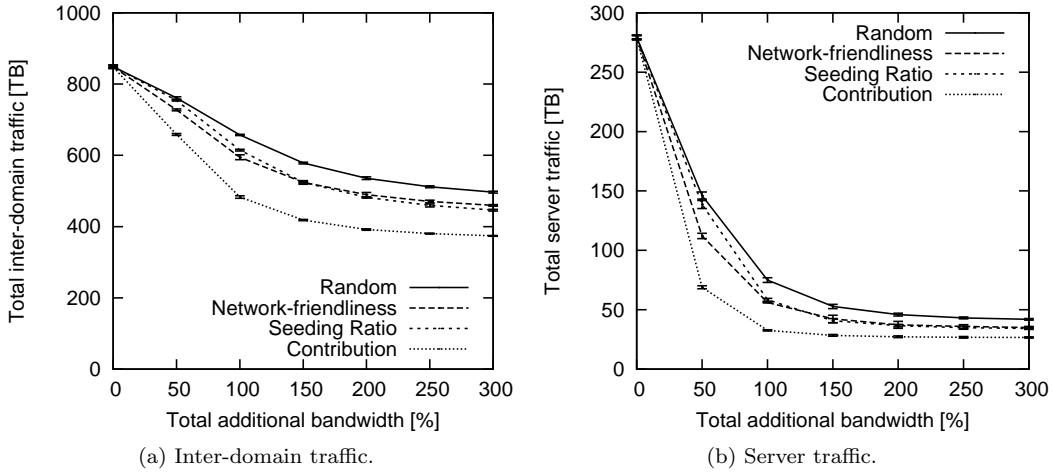 Total inter-domain traffic [TB]
1000
800
600
400
200
0
Random
Network-friendliness
Seeding Ratio
Contribution
0 50 100 150 200 250 300
Total additional bandwidth [%]
(a) Inter-domain traffic.
Total server traffic [TB]
300
250
200
150
100
50
0
Random
Network-friendliness
Seeding Ratio
Contribution
0 50 100 150 200 250 300
Total additional bandwidth [%]
(b) Server traffic.